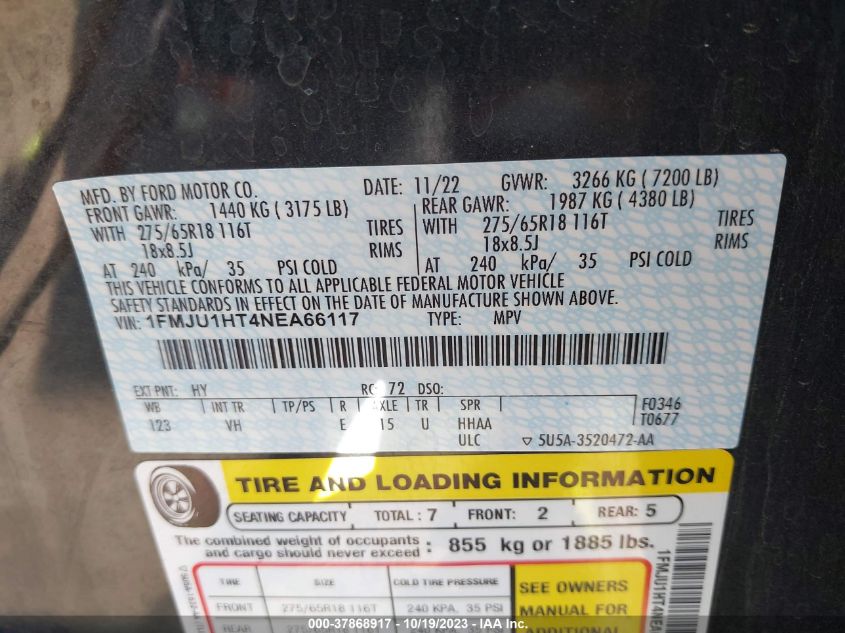 MFD. BY FORD MOTOR CO. DATE: 11/22 GVWR: 3266 KG ( 7200 LB)
FRONT GAWR: 1440 KG ( 3175 LB) REAR GAWR: 1987 KG ( 4380 LB)
WITH 275/65R18 116T TIRES WITH 275/65R18 116T TIRES
18x8.5J RIMS 18x8.5J RIMS
AT 240 kPa/ 35 PSI COLD AT 240 kPa/ 35 PSI COLD
THIS VEHICLE CONFORMS TO ALL APPLICABLE FEDERAL MOTOR VEHICLE
SAFETY STANDARDS IN EFFECT ON THE DATE OF MANUFACTURE SHOWN ABOVE.
VIN: 1FMJU1HT4NEA66117 TYPE: MPV
EXT PNT: HY RC: 72 DSO:
WB INT TR TP/PS R AXLE TR SPR F0346
123 VH E 15 U HHAA T0677
ULC 5U5A-3520472-AA
TIRE AND LOADING INFORMATION
SEATING CAPACITY TOTAL : 7 FRONT: 2 REAR: 5
The combined weight of occupants
and cargo should never exceed : 855 kg or 1885 lbs.
TIRE SIZE COLD TIRE PRESSURE
FRONT 275/65R18 116T 240 KPA, 35 PSI
REAR
SEE OWNERS
MANUAL FOR
ADDITIONAL
1FMJU1HT4NEA
000-37868917 - 10/19/2023 - IAA Inc.